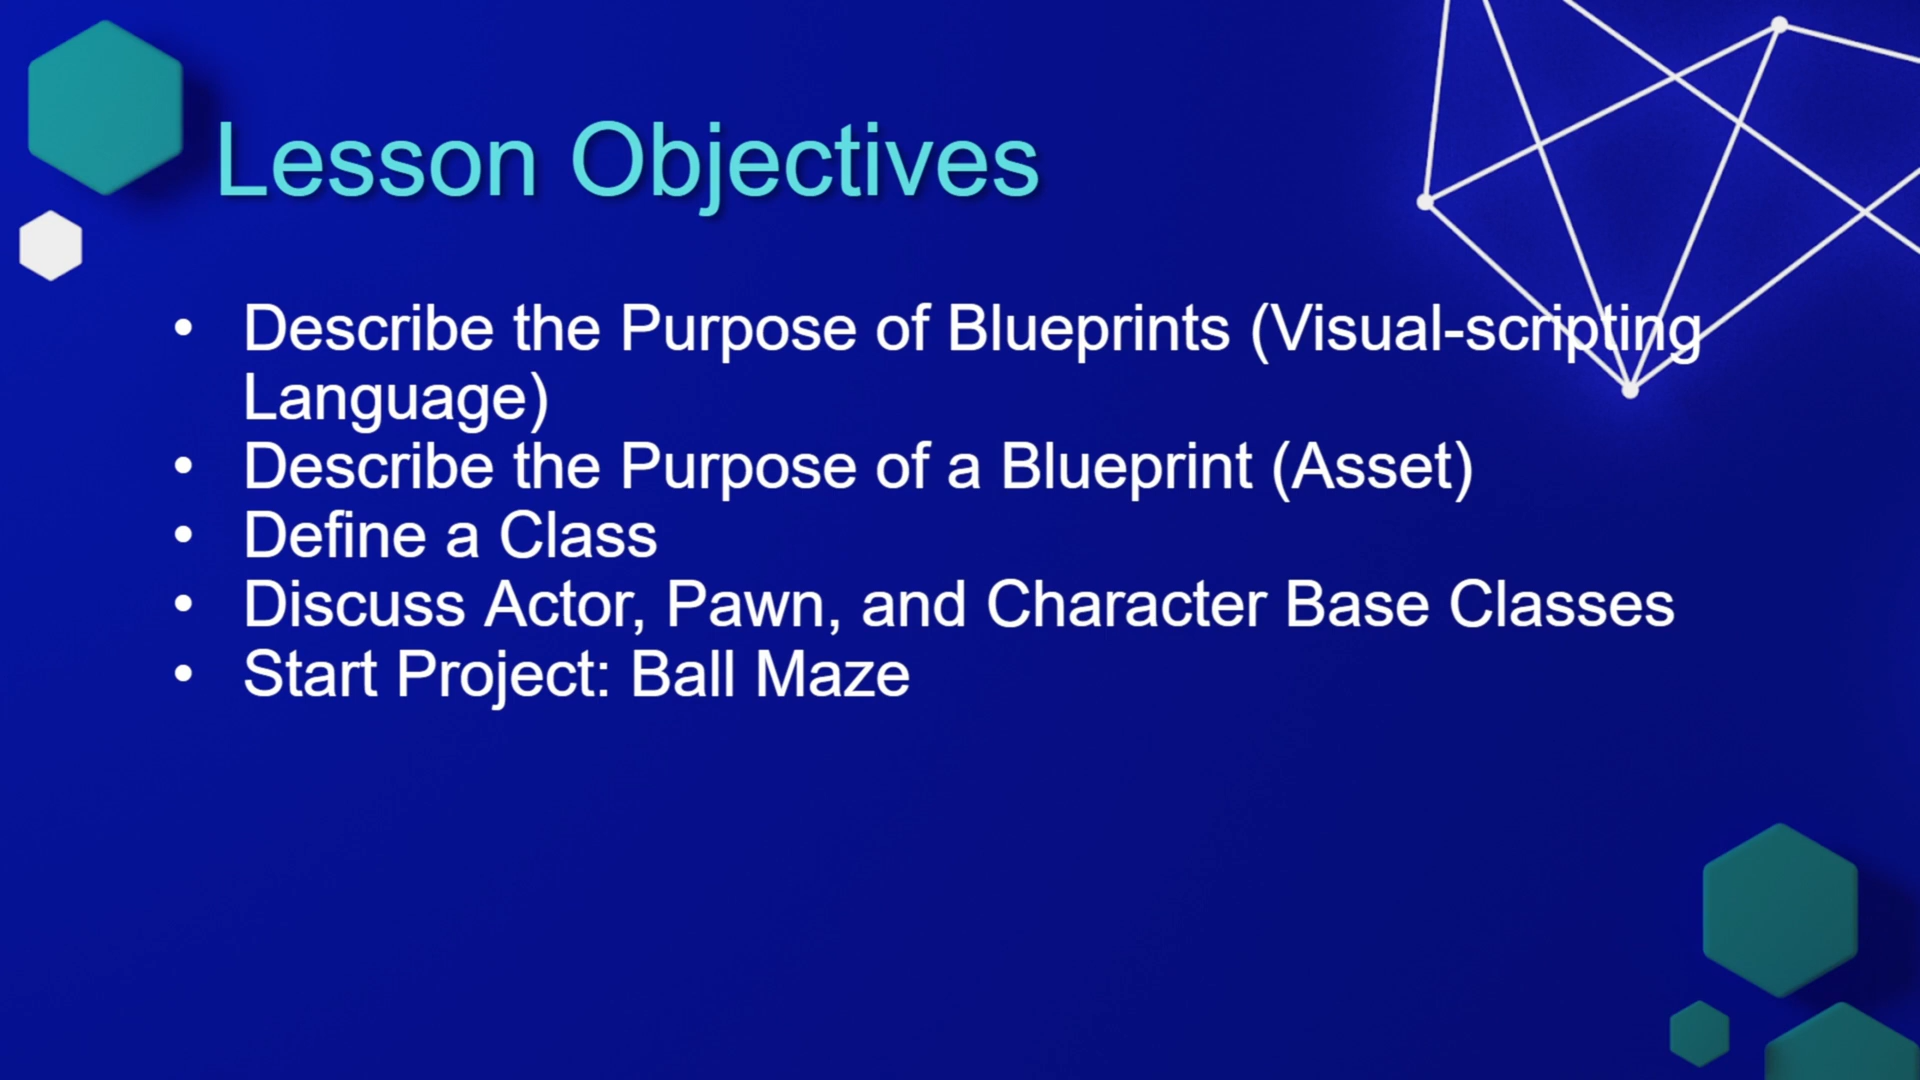 Lesson Objectives
• Describe the Purpose of Blueprints (Visual-scripting
Language)
• Describe the Purpose of a Blueprint (Asset)
• Define a Class
• Discuss Actor, Pawn, and Character Base Classes
• Start Project: Ball Maze